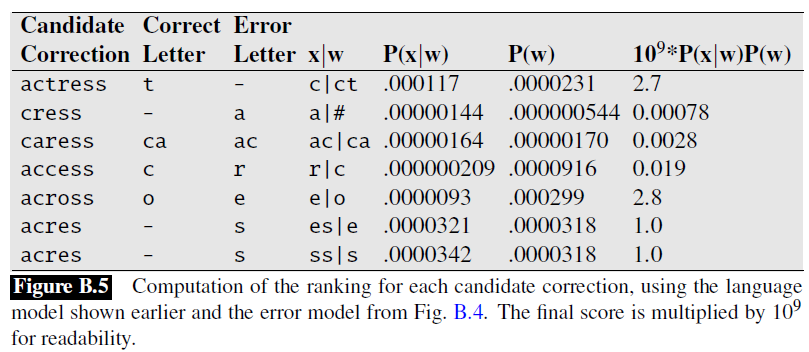 Candidate Correct Error
Correction Letter Letter x|w P(x|w) P(w) 10⁹*P(x|w)P(w)
actress t - c|ct .000117 .0000231 2.7
cress - a a|# .00000144 .000000544 0.00078
caress ca ac ac|ca .00000164 .00000170 0.0028
access c r r|c .000000209 .0000916 0.019
across o e e|o .0000093 .000299 2.8
acres - s es|e .0000321 .0000318 1.0
acres - s ss|s .0000342 .0000318 1.0
Figure B.5 Computation of the ranking for each candidate correction, using the language
model shown earlier and the error model from Fig. B.4. The final score is multiplied by 10⁹
for readability.